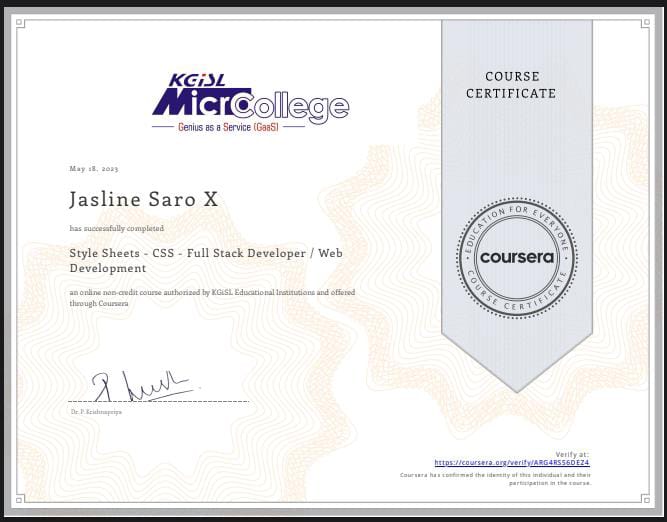 KGiSL
MicroCollege
Genius as a Service (GaaS)
COURSE
CERTIFICATE
May 18, 2023
Jasline Saro X
has successfully completed
Style Sheets - CSS - Full Stack Developer / Web
Development
an online non-credit course authorized by KGiSL Educational Institutions and offered
through Coursera
EDUCATION FOR EVERYONE
coursera
COURSE CERTIFICATE
Dr. P. Krishnapriya
Verify at:
https://coursera.org/verify/ARG4RS56DEZ4
Coursera has confirmed the identity of this individual and their
participation in the course.